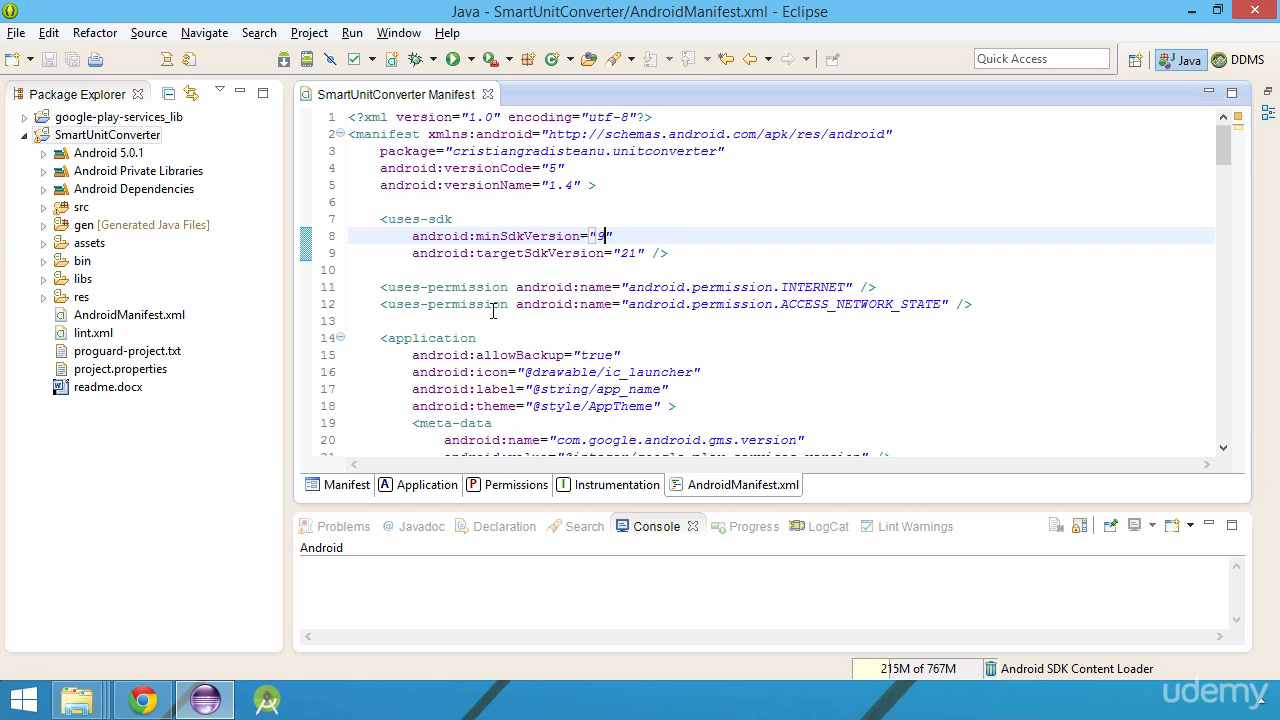 Java - SmartUnitConverter/AndroidManifest.xml - Eclipse
File Edit Refactor Source Navigate Search Project Run Window Help
Quick Access
Java
DDMS
Package Explorer
google-play-services_lib
SmartUnitConverter
Android 5.0.1
Android Private Libraries
Android Dependencies
src
gen [Generated Java Files]
assets
bin
libs
res
AndroidManifest.xml
lint.xml
proguard-project.txt
project.properties
readme.docx
SmartUnitConverter Manifest
1 <?xml version="1.0" encoding="utf-8"?>
2 <manifest xmlns:android="http://schemas.android.com/apk/res/android"
3 package="cristiangradisteanu.unitconverter"
4 android:versionCode="5"
5 android:versionName="1.4" >
6
7 <uses-sdk
8 android:minSdkVersion="9"
9 android:targetSdkVersion="21" />
10
11 <uses-permission android:name="android.permission.INTERNET" />
12 <uses-permission android:name="android.permission.ACCESS_NETWORK_STATE" />
13
14 <application
15 android:allowBackup="true"
16 android:icon="@drawable/ic_launcher"
17 android:label="@string/app_name"
18 android:theme="@style/AppTheme" >
19 <meta-data
20 android:name="com.google.android.gms.version"
21 android:value="@integer/google_play_services_version" />
Manifest Application Permissions Instrumentation AndroidManifest.xml
Problems Javadoc Declaration Search Console Progress LogCat Lint Warnings
Android
215M of 767M
Android SDK Content Loader
udemy